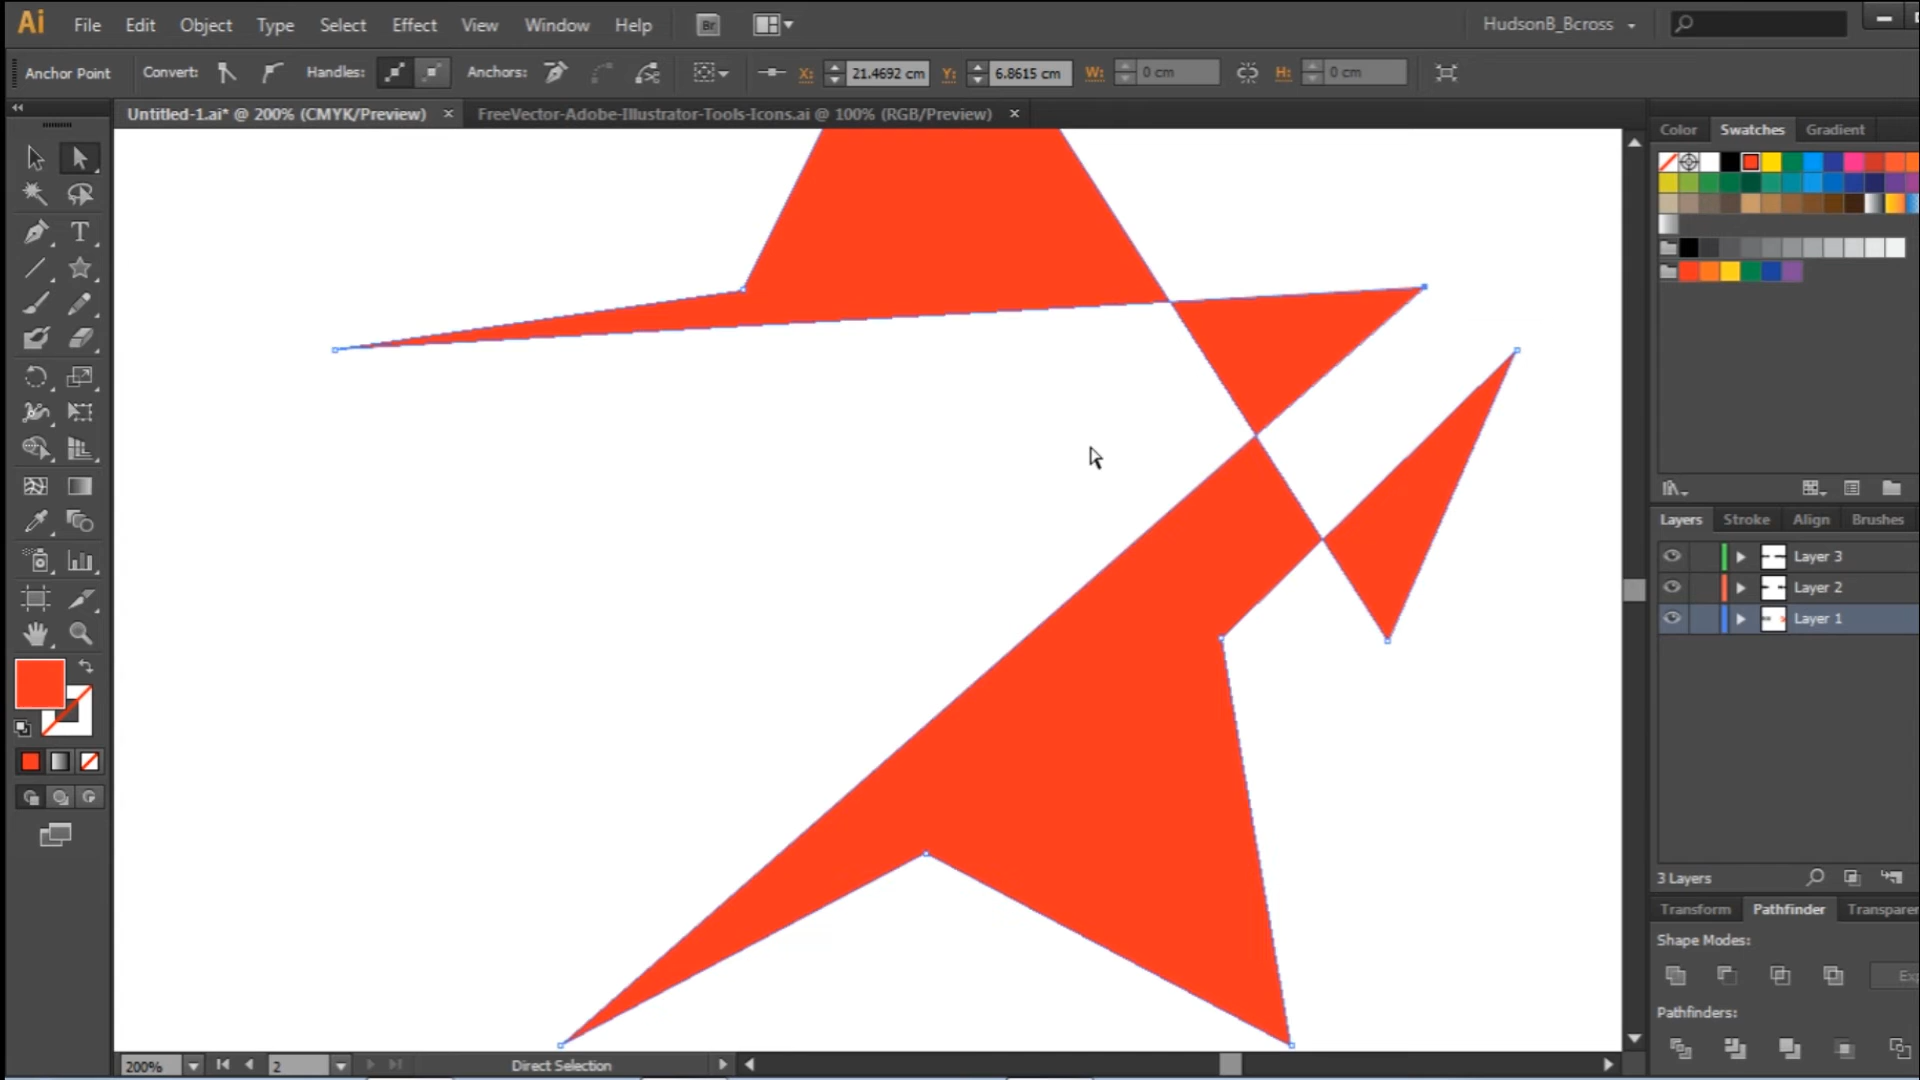 Ai File Edit Object Type Select Effect View Window Help Br HudsonB_Bcross
Anchor Point Convert: Handles: Anchors: X: 21.4692 cm Y: 6.8615 cm W: 0 cm H: 0 cm
Untitled-1.ai* @ 200% (CMYK/Preview) × FreeVector-Adobe-Illustrator-Tools-Icons.ai @ 100% (RGB/Preview) ×
Color Swatches Gradient
T
Layers Stroke Align Brushes
Layer 3
Layer 2
Layer 1
3 Layers
Transform Pathfinder Transparen
Shape Modes:
Exp
Pathfinders:
200% 2 Direct Selection